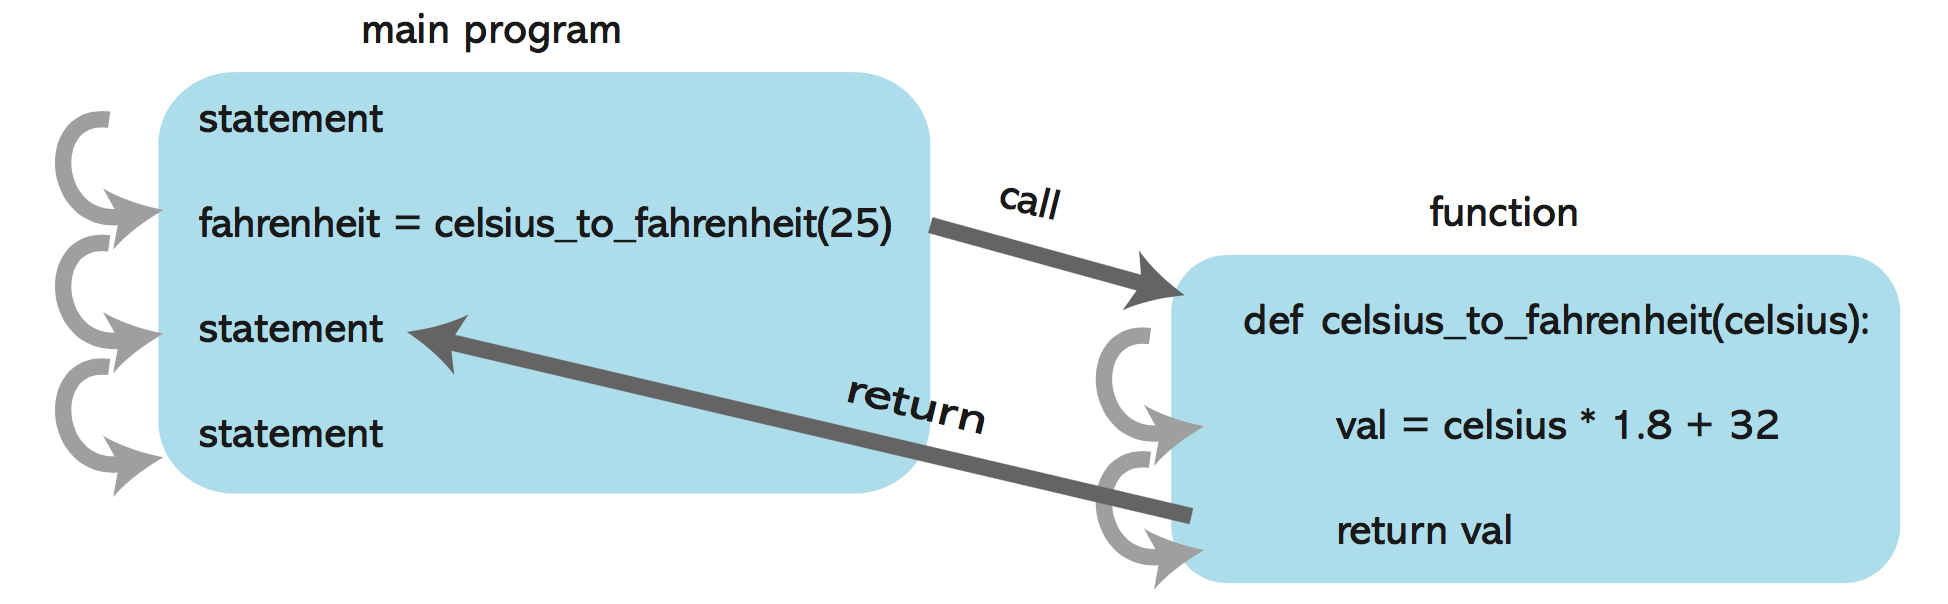 main program
statement
fahrenheit = celsius_to_fahrenheit(25)
statement
statement
call
return
function
def celsius_to_fahrenheit(celsius):
val = celsius * 1.8 + 32
return val